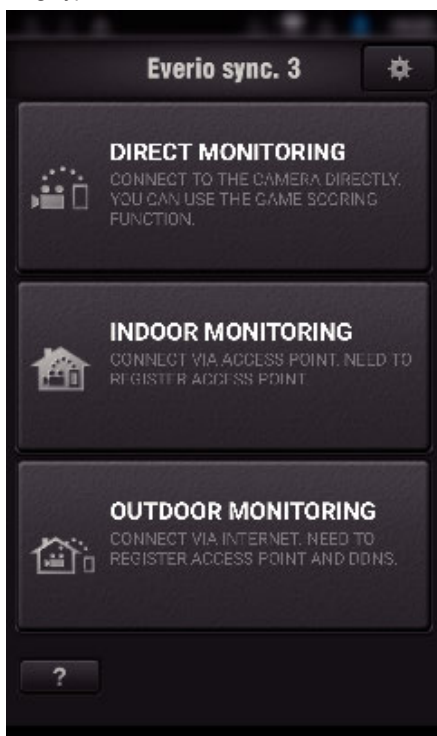 Everio sync. 3
DIRECT MONITORING
CONNECT TO THE CAMERA DIRECTLY.
YOU CAN USE THE GAME SCORING
FUNCTION.
INDOOR MONITORING
CONNECT VIA ACCESS POINT. NEED TO
REGISTER ACCESS POINT.
OUTDOOR MONITORING
CONNECT VIA INTERNET. NEED TO
REGISTER ACCESS POINT AND DDNS.
?